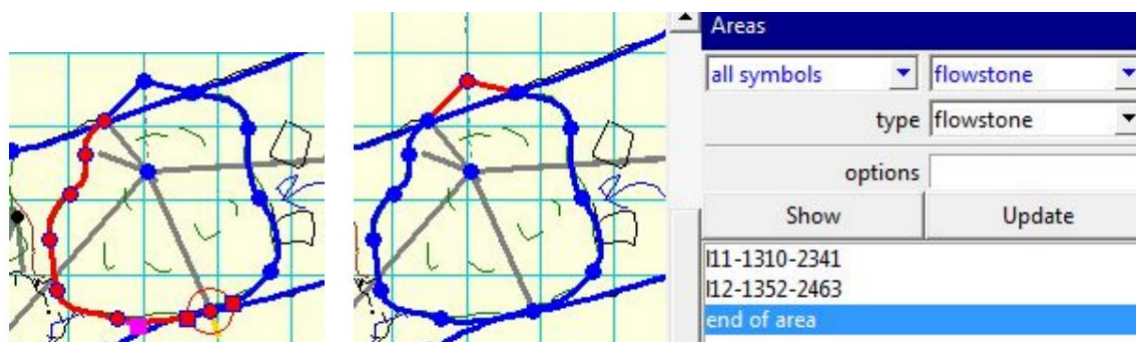 Areas
all symbols flowstone
type flowstone
options
Show Update
l11-1310-2341
l12-1352-2463
end of area